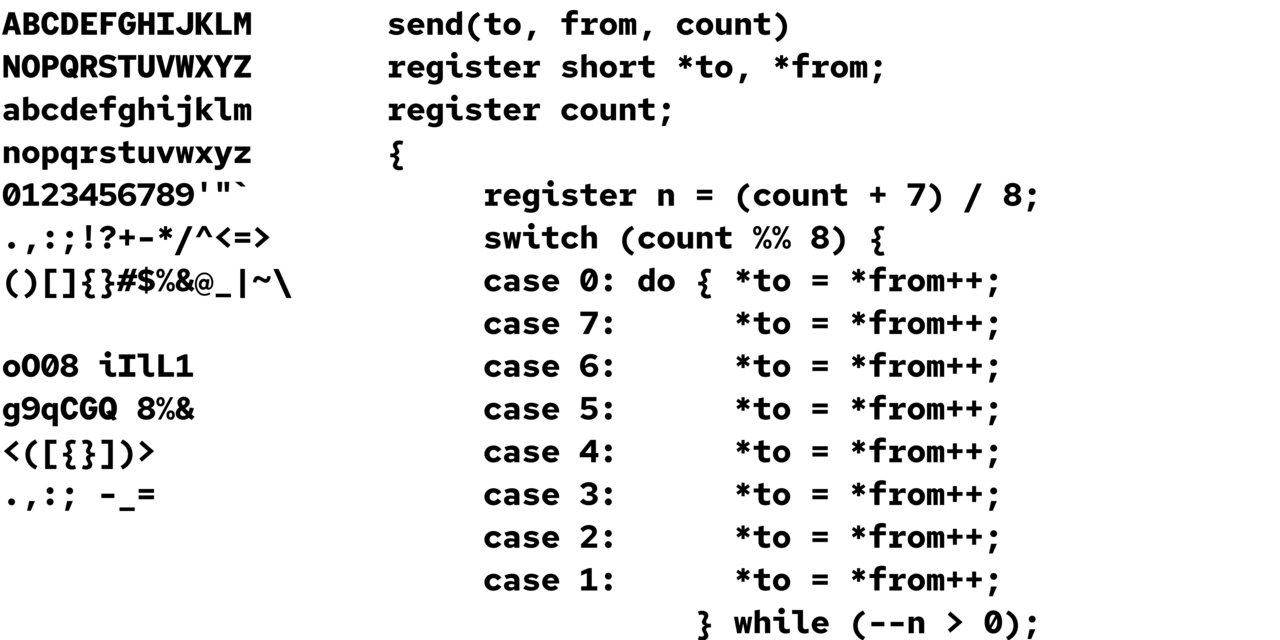 ABCDEFGHIJKLM
NOPQRSTUVWXYZ
abcdefghijklm
nopqrstuvwxyz
0123456789'"`
.,:;!?+-*/^<=>
()[]{}#$%&@_|~\
oO08 iIlL1
g9qCGQ 8%&
<([{}])>
.,:; -_=
send(to, from, count)
register short *to, *from;
register count;
{
    register n = (count + 7) / 8;
    switch (count %% 8) {
    case 0: do { *to = *from++;
    case 7:      *to = *from++;
    case 6:      *to = *from++;
    case 5:      *to = *from++;
    case 4:      *to = *from++;
    case 3:      *to = *from++;
    case 2:      *to = *from++;
    case 1:      *to = *from++;
               } while (--n > 0);